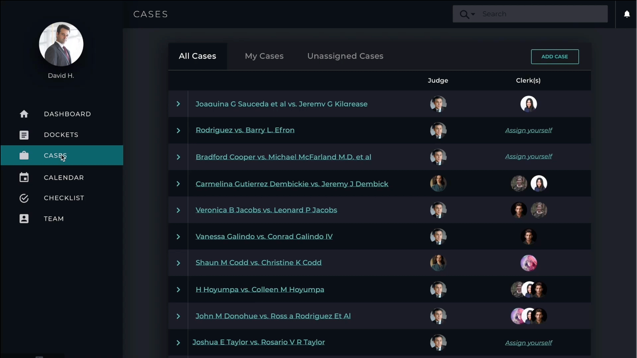 CASES
Search
David H.
DASHBOARD
DOCKETS
CASES
CALENDAR
CHECKLIST
TEAM
All Cases
My Cases
Unassigned Cases
ADD CASE
Judge
Clerk(s)
Joaquina G Sauceda et al vs. Jeremy G Kilgrease
Rodriguez vs. Barry L. Efron
Assign yourself
Bradford Cooper vs. Michael McFarland M.D. et al
Assign yourself
Carmelina Gutierrez Dembickie vs. Jeremy J Dembick
Veronica B Jacobs vs. Leonard P Jacobs
Vanessa Galindo vs. Conrad Galindo IV
Shaun M Codd vs. Christine K Codd
H Hoyumpa vs. Colleen M Hoyumpa
John M Donohue vs. Ross a Rodriguez Et Al
Joshua E Taylor vs. Rosario V R Taylor
Assign yourself